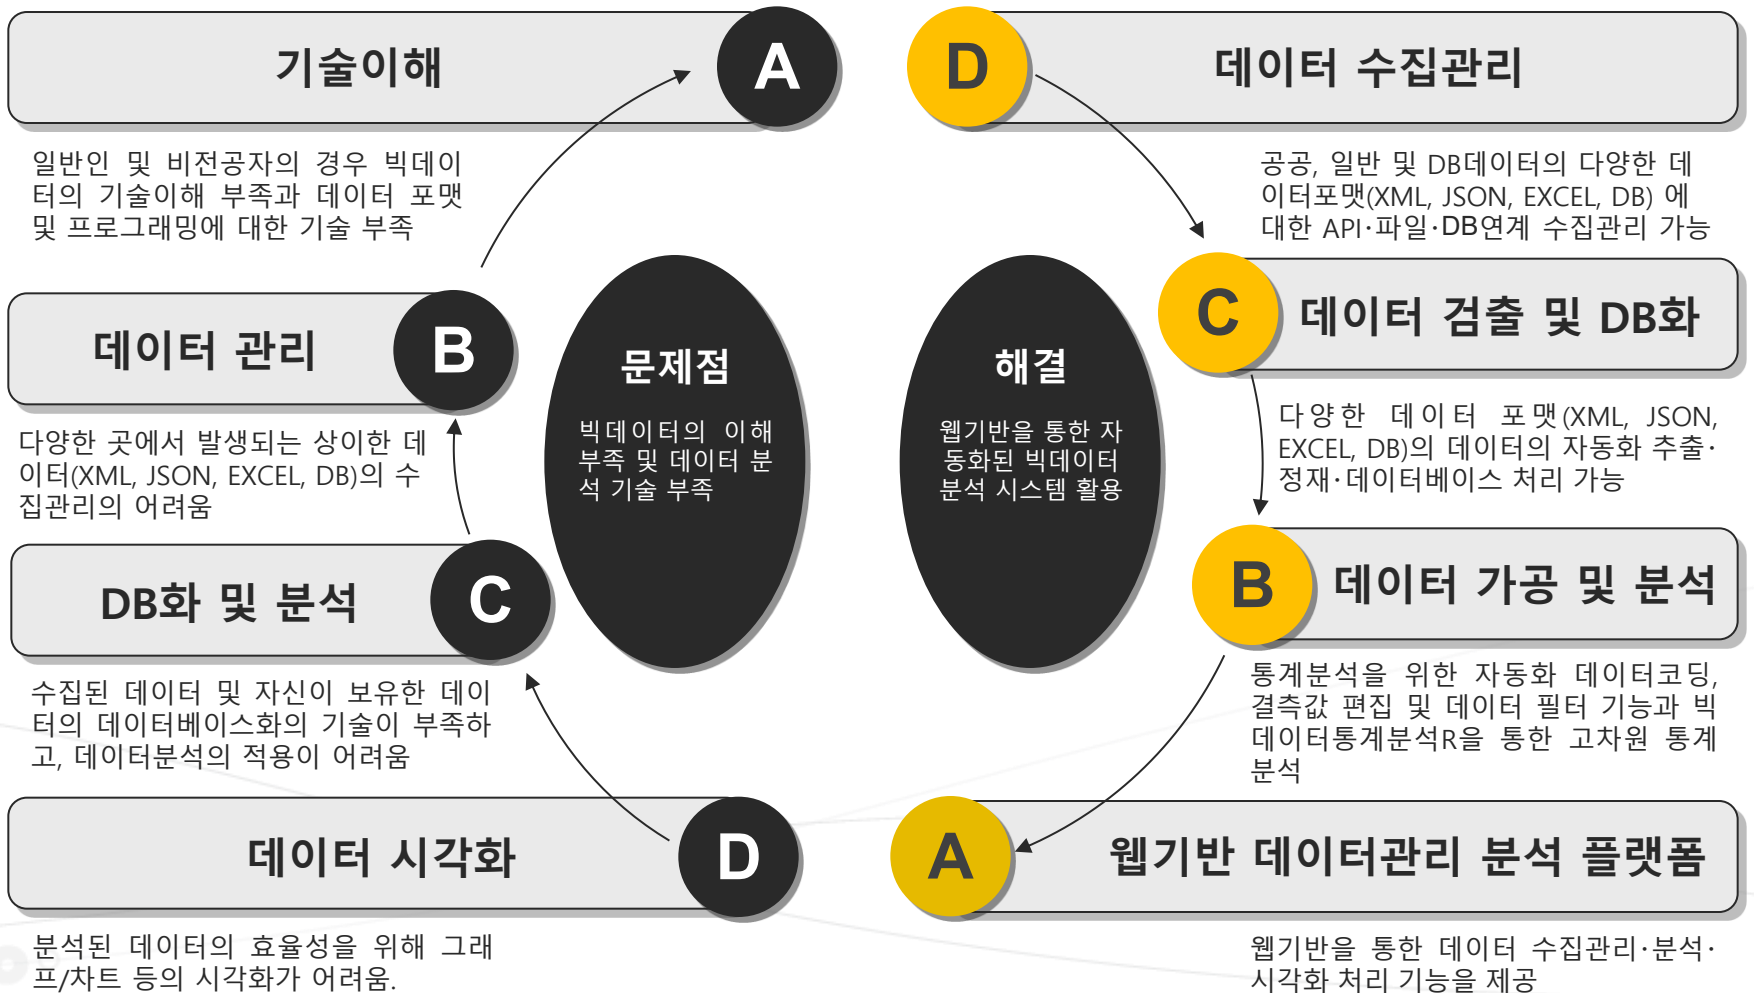 기술이해
A
일반인 및 비전공자의 경우 빅데이
터의 기술이해 부족과 데이터 포맷
및 프로그래밍에 대한 기술 부족
데이터 관리
B
다양한 곳에서 발생되는 상이한 데
이터(XML, JSON, EXCEL, DB)의 수
집관리의 어려움
DB화 및 분석
C
수집된 데이터 및 자신이 보유한 데이
터의 데이터베이스화의 기술이 부족하
고, 데이터분석의 적용이 어려움
데이터 시각화
D
분석된 데이터의 효율성을 위해 그래
프/차트 등의 시각화가 어려움.
문제점
빅데이터의 이해
부족 및 데이터 분
석 기술 부족
해결
웹기반을 통한 자
동화된 빅데이터
분석 시스템 활용
D
데이터 수집관리
공공, 일반 및 DB데이터의 다양한 데
이터포맷(XML, JSON, EXCEL, DB) 에
대한 API·파일·DB연계 수집관리 가능
C
데이터 검출 및 DB화
다양한 데이터 포맷(XML, JSON,
EXCEL, DB)의 데이터의 자동화 추출·
정재·데이터베이스 처리 가능
B
데이터 가공 및 분석
통계분석을 위한 자동화 데이터코딩,
결측값 편집 및 데이터 필터 기능과 빅
데이터통계분석R을 통한 고차원 통계
분석
A
웹기반 데이터관리 분석 플랫폼
웹기반을 통한 데이터 수집관리·분석·
시각화 처리 기능을 제공